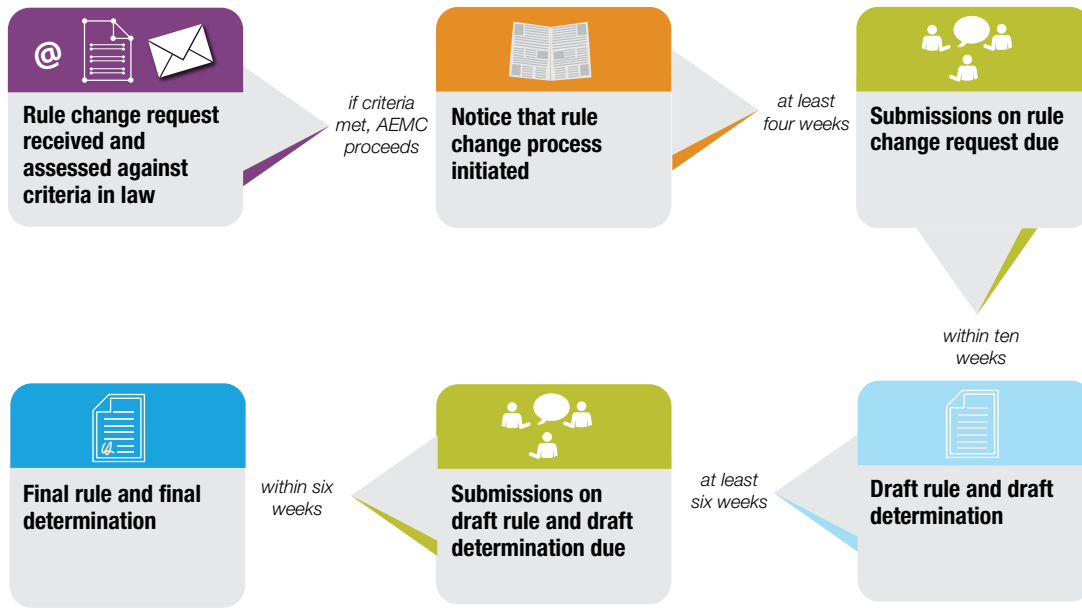 @
Rule change request
received and
assessed against
criteria in law
if criteria
met, AEMC
proceeds
Notice that rule
change process
initiated
at least
four weeks
Submissions on rule
change request due
within ten
weeks
Draft rule and draft
determination
at least
six weeks
Submissions on
draft rule and draft
determination due
within six
weeks
Final rule and final
determination